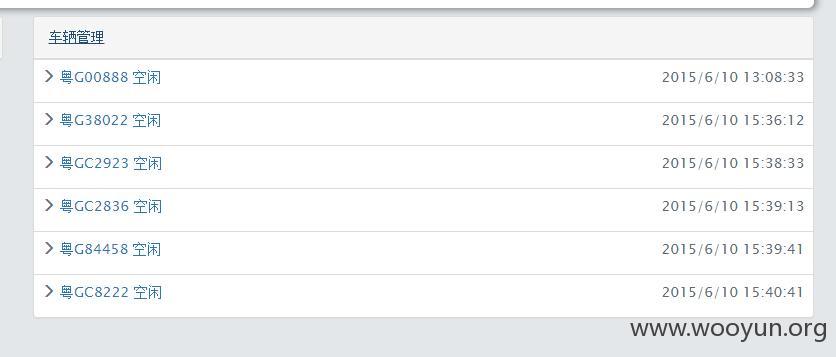 车辆管理
粤G00888 空闲 2015/6/10 13:08:33
粤G38022 空闲 2015/6/10 15:36:12
粤GC2923 空闲 2015/6/10 15:38:33
粤GC2836 空闲 2015/6/10 15:39:13
粤G84458 空闲 2015/6/10 15:39:41
粤GC8222 空闲 2015/6/10 15:40:41
www.wooyun.org